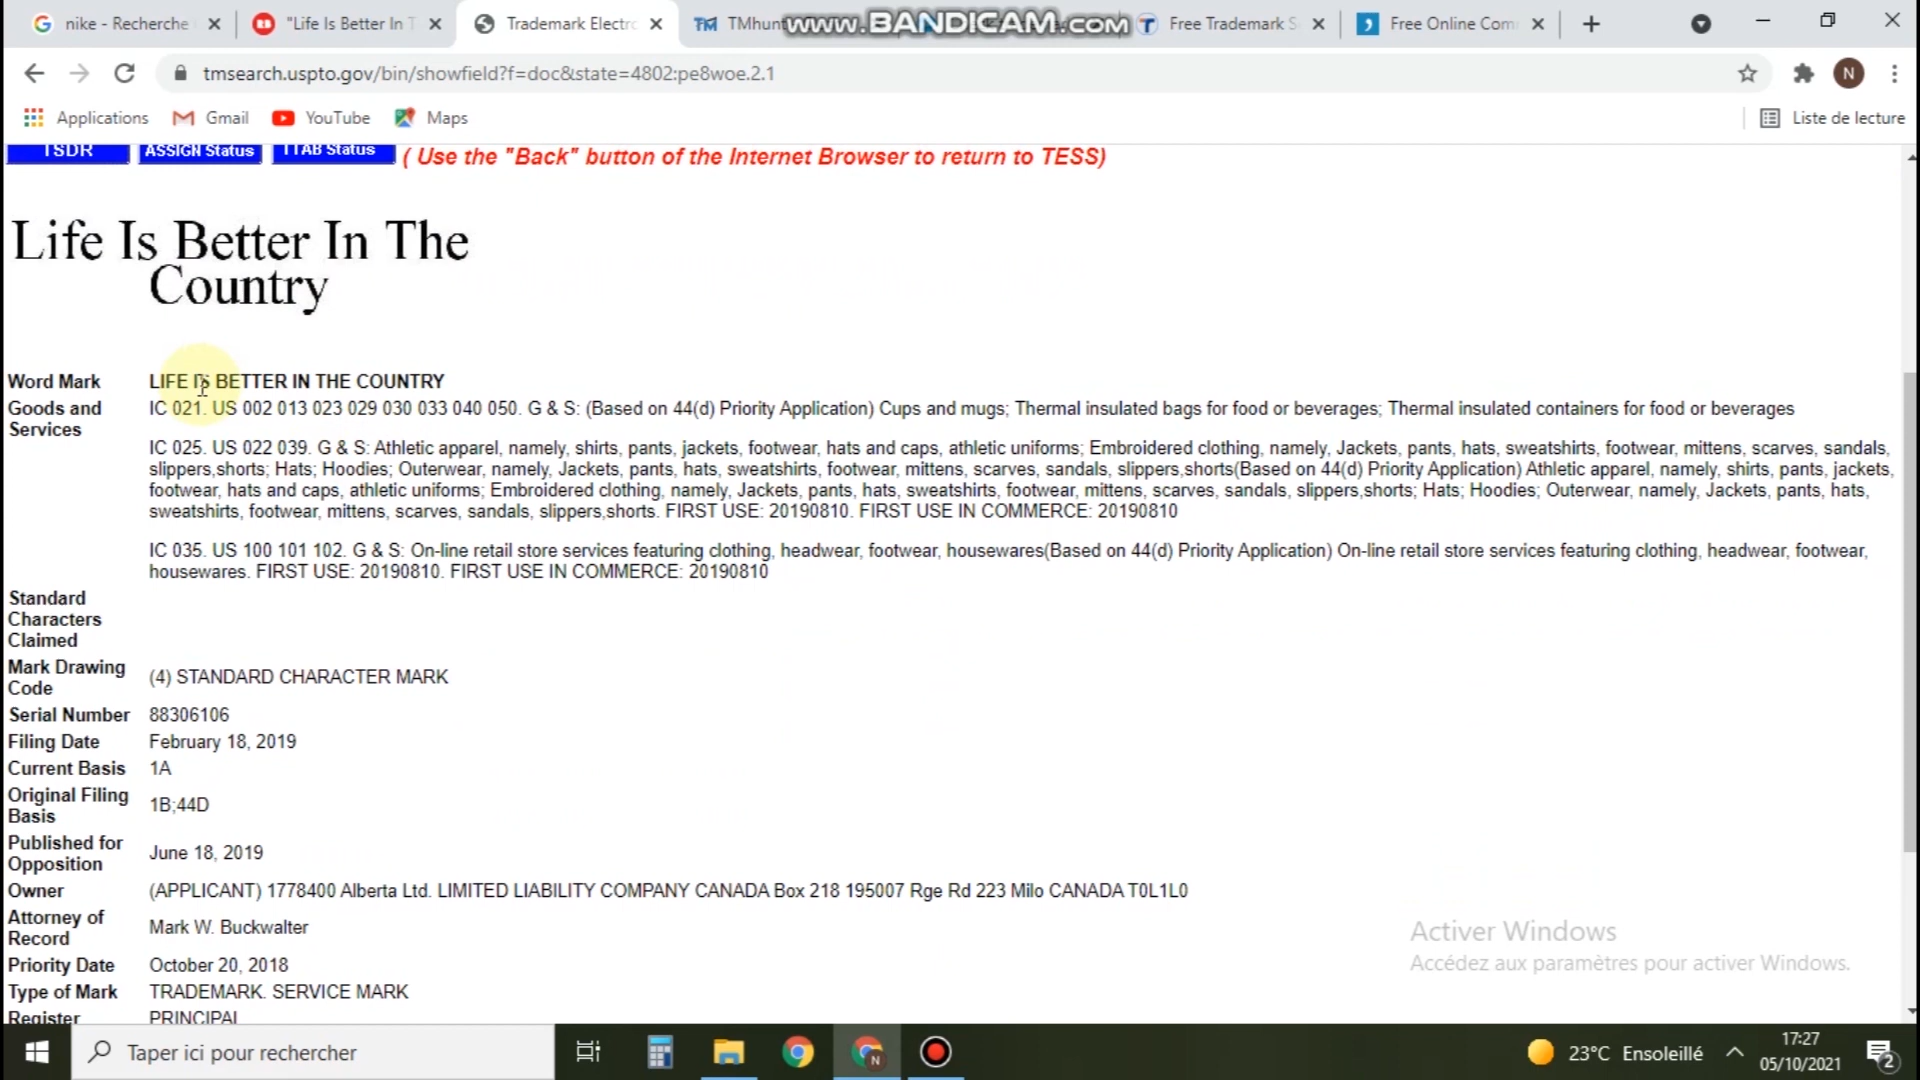 nike - Recherche
"Life Is Better In T
Trademark Electr
TMhunt
www.BANDICAM.com
Free Trademark S
Free Online Com
tmsearch.uspto.gov/bin/showfield?f=doc&state=4802:pe8woe.2.1
N
Applications
Gmail
YouTube
Maps
Liste de lecture
TSDR
ASSIGN Status
TTAB Status
( Use the "Back" button of the Internet Browser to return to TESS)
Life Is Better In The
Country
Word Mark LIFE IS BETTER IN THE COUNTRY
Goods and Services IC 021. US 002 013 023 029 030 033 040 050. G & S: (Based on 44(d) Priority Application) Cups and mugs; Thermal insulated bags for food or beverages; Thermal insulated containers for food or beverages
IC 025. US 022 039. G & S: Athletic apparel, namely, shirts, pants, jackets, footwear, hats and caps, athletic uniforms; Embroidered clothing, namely, Jackets, pants, hats, sweatshirts, footwear, mittens, scarves, sandals,
slippers,shorts; Hats; Hoodies; Outerwear, namely, Jackets, pants, hats, sweatshirts, footwear, mittens, scarves, sandals, slippers,shorts(Based on 44(d) Priority Application) Athletic apparel, namely, shirts, pants, jackets,
footwear, hats and caps, athletic uniforms; Embroidered clothing, namely, Jackets, pants, hats, sweatshirts, footwear, mittens, scarves, sandals, slippers,shorts; Hats; Hoodies; Outerwear, namely, Jackets, pants, hats,
sweatshirts, footwear, mittens, scarves, sandals, slippers,shorts. FIRST USE: 20190810. FIRST USE IN COMMERCE: 20190810
IC 035. US 100 101 102. G & S: On-line retail store services featuring clothing, headwear, footwear, housewares(Based on 44(d) Priority Application) On-line retail store services featuring clothing, headwear, footwear,
housewares. FIRST USE: 20190810. FIRST USE IN COMMERCE: 20190810
Standard
Characters
Claimed
Mark Drawing Code (4) STANDARD CHARACTER MARK
Serial Number 88306106
Filing Date February 18, 2019
Current Basis 1A
Original Filing Basis 1B;44D
Published for Opposition June 18, 2019
Owner (APPLICANT) 1778400 Alberta Ltd. LIMITED LIABILITY COMPANY CANADA Box 218 195007 Rge Rd 223 Milo CANADA T0L1L0
Attorney of Record Mark W. Buckwalter
Priority Date October 20, 2018
Type of Mark TRADEMARK. SERVICE MARK
Register PRINCIPAL
Activer Windows
Accédez aux paramètres pour activer Windows.
Taper ici pour rechercher
N
23°C Ensoleillé
17:27
05/10/2021
2